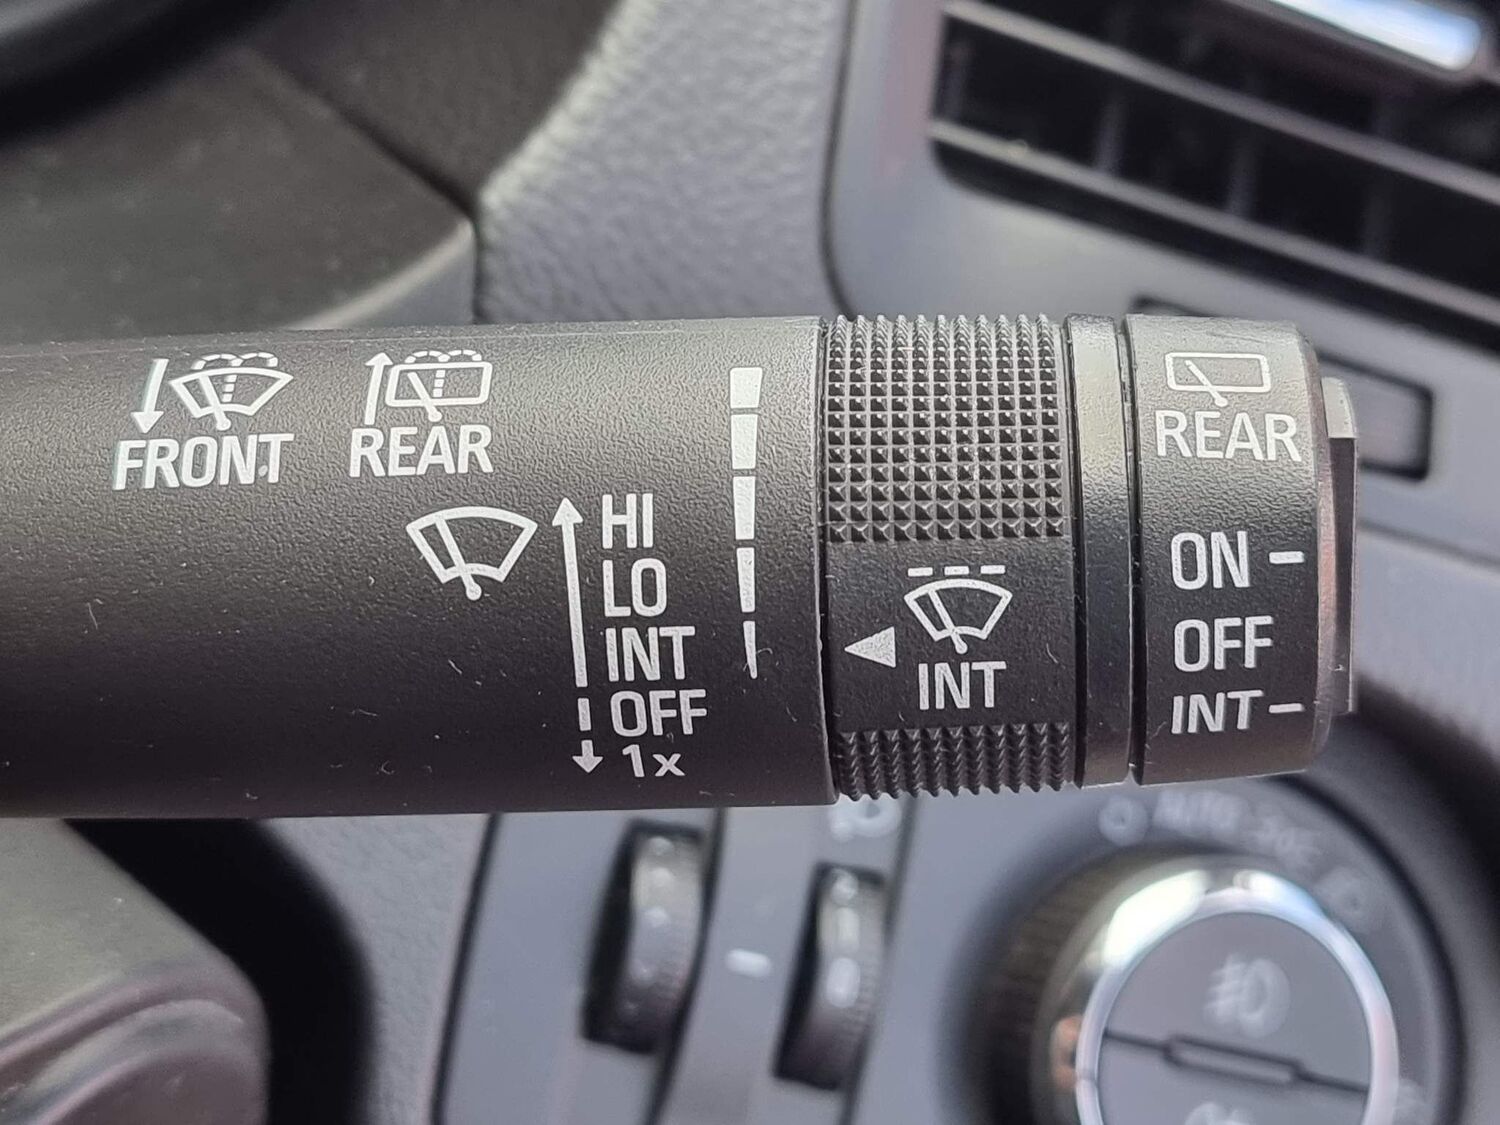 FRONT
REAR
HI
LO
INT
OFF
1x
INT
REAR
ON
OFF
INT